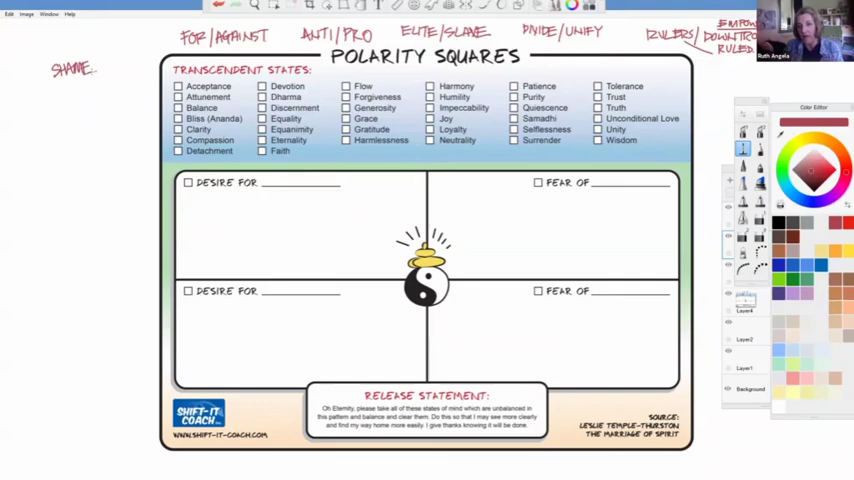 Edit Image Window Help
FOR/AGAINST ANTI/PRO ELITE/SLAVE DIVIDE/UNIFY RULERS/
RULED
SHAME
Ruth Angela
Color Editor
POLARITY SQUARES
TRANSCENDENT STATES:
Acceptance Devotion Flow Harmony Patience Tolerance
Attunement Dharma Forgiveness Humility Purity Trust
Balance Discernment Generosity Impeccability Quiescence Truth
Bliss (Ananda) Equality Grace Joy Samadhi Unconditional Love
Clarity Equanimity Gratitude Loyalty Selflessness Unity
Compassion Eternality Harmlessness Neutrality Surrender Wisdom
Detachment Faith
DESIRE FOR FEAR OF
DESIRE FOR FEAR OF
RELEASE STATEMENT:
Oh Eternity, please take all of these states of mind which are unbalanced in
this pattern and balance and clear them. Do this so that I may see more clearly
and find my way home more easily. I give thanks knowing it will be done.
SHIFT-IT
COACH
WWW.SHIFT-IT-COACH.COM
SOURCE:
LESLIE TEMPLE-THURSTON
THE MARRIAGE OF SPIRIT
Layer4
Layer2
Layer1
Background